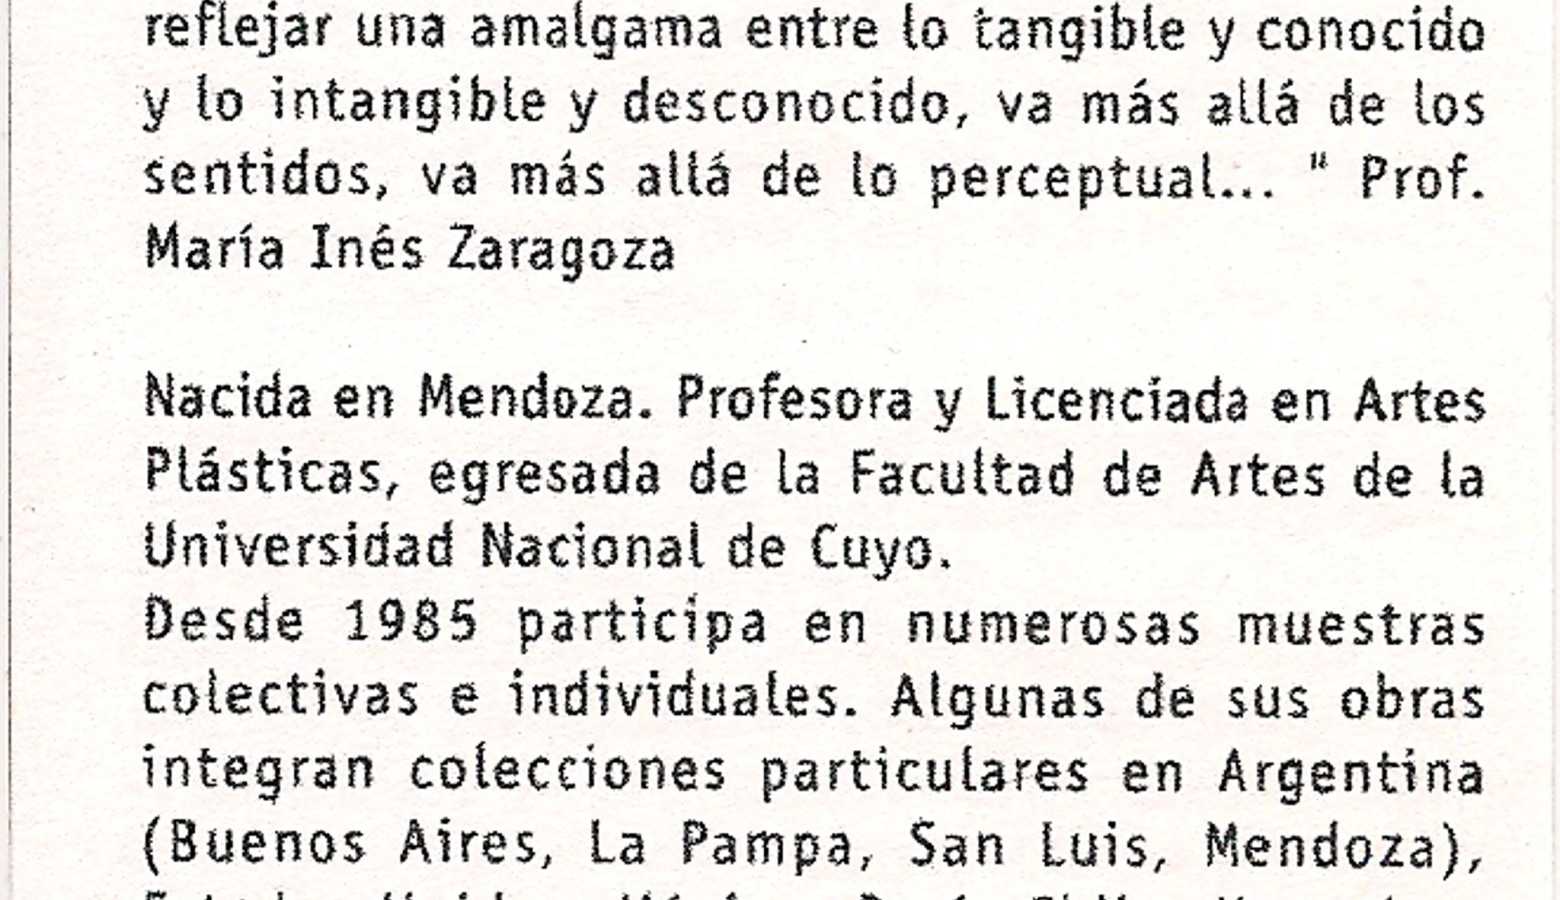 reflejar una amalgama entre lo tangible y conocido
y lo intangible y desconocido, va más allá de los
sentidos, va más allá de lo perceptual... " Prof.
María Inés Zaragoza
Nacida en Mendoza. Profesora y Licenciada en Artes
Plásticas, egresada de la Facultad de Artes de la
Universidad Nacional de Cuyo.
Desde 1985 participa en numerosas muestras
colectivas e individuales. Algunas de sus obras
integran colecciones particulares en Argentina
(Buenos Aires, La Pampa, San Luis, Mendoza),